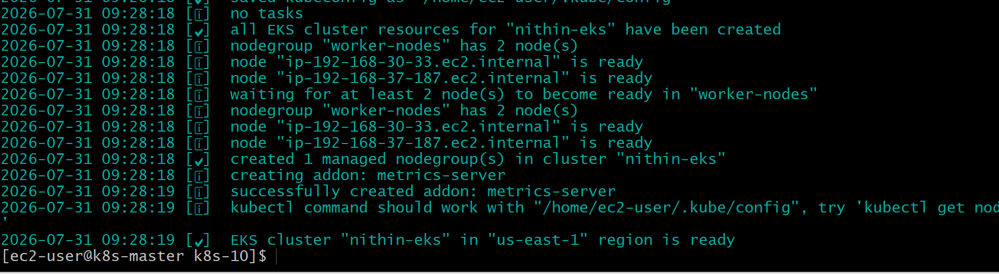 saved kubeconfig as "/home/ec2-user/.kube/config"
2026-07-31 09:28:18 [i]  no tasks
2026-07-31 09:28:18 [✔]  all EKS cluster resources for "nithin-eks" have been created
2026-07-31 09:28:18 [i]  nodegroup "worker-nodes" has 2 node(s)
2026-07-31 09:28:18 [i]  node "ip-192-168-30-33.ec2.internal" is ready
2026-07-31 09:28:18 [i]  node "ip-192-168-37-187.ec2.internal" is ready
2026-07-31 09:28:18 [i]  waiting for at least 2 node(s) to become ready in "worker-nodes"
2026-07-31 09:28:18 [i]  nodegroup "worker-nodes" has 2 node(s)
2026-07-31 09:28:18 [i]  node "ip-192-168-30-33.ec2.internal" is ready
2026-07-31 09:28:18 [i]  node "ip-192-168-37-187.ec2.internal" is ready
2026-07-31 09:28:18 [✔]  created 1 managed nodegroup(s) in cluster "nithin-eks"
2026-07-31 09:28:18 [i]  creating addon: metrics-server
2026-07-31 09:28:19 [i]  successfully created addon: metrics-server
2026-07-31 09:28:19 [i]  kubectl command should work with "/home/ec2-user/.kube/config", try 'kubectl get nod
'
2026-07-31 09:28:19 [✔]  EKS cluster "nithin-eks" in "us-east-1" region is ready
[ec2-user@k8s-master k8s-10]$